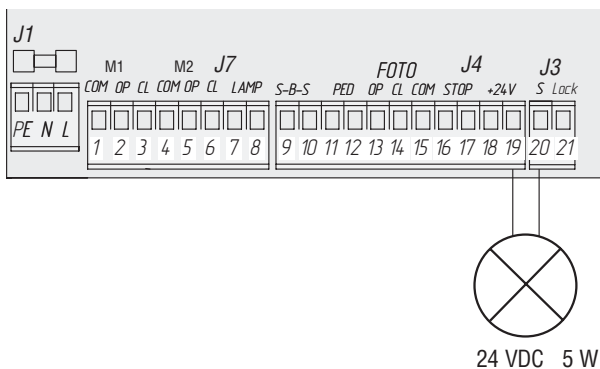 J1
M1 M2 J7 FOTO J4 J3
COM OP CL COM OP CL LAMP S-B-S PED OP CL COM STOP +24V S Lock
PE N L
1 2 3 4 5 6 7 8 9 10 11 12 13 14 15 16 17 18 19 20 21
24 VDC 5 W